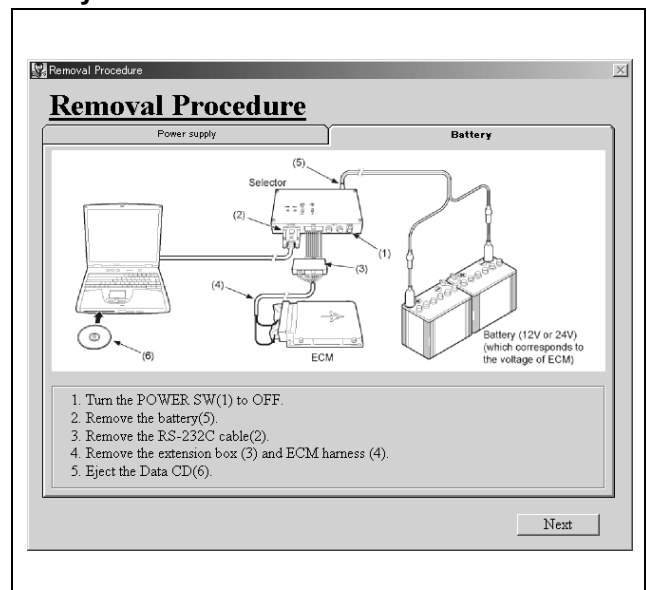 Removal Procedure
Removal Procedure
Power supply
Battery
(5)
Selector
(2)
(1)
(3)
(4)
(6)
ECM
Battery (12V or 24V)
(which corresponds to
the voltage of ECM)
1. Turn the POWER SW(1) to OFF.
2. Remove the battery(5).
3. Remove the RS-232C cable(2).
4. Remove the extension box (3) and ECM harness (4).
5. Eject the Data CD(6).
Next